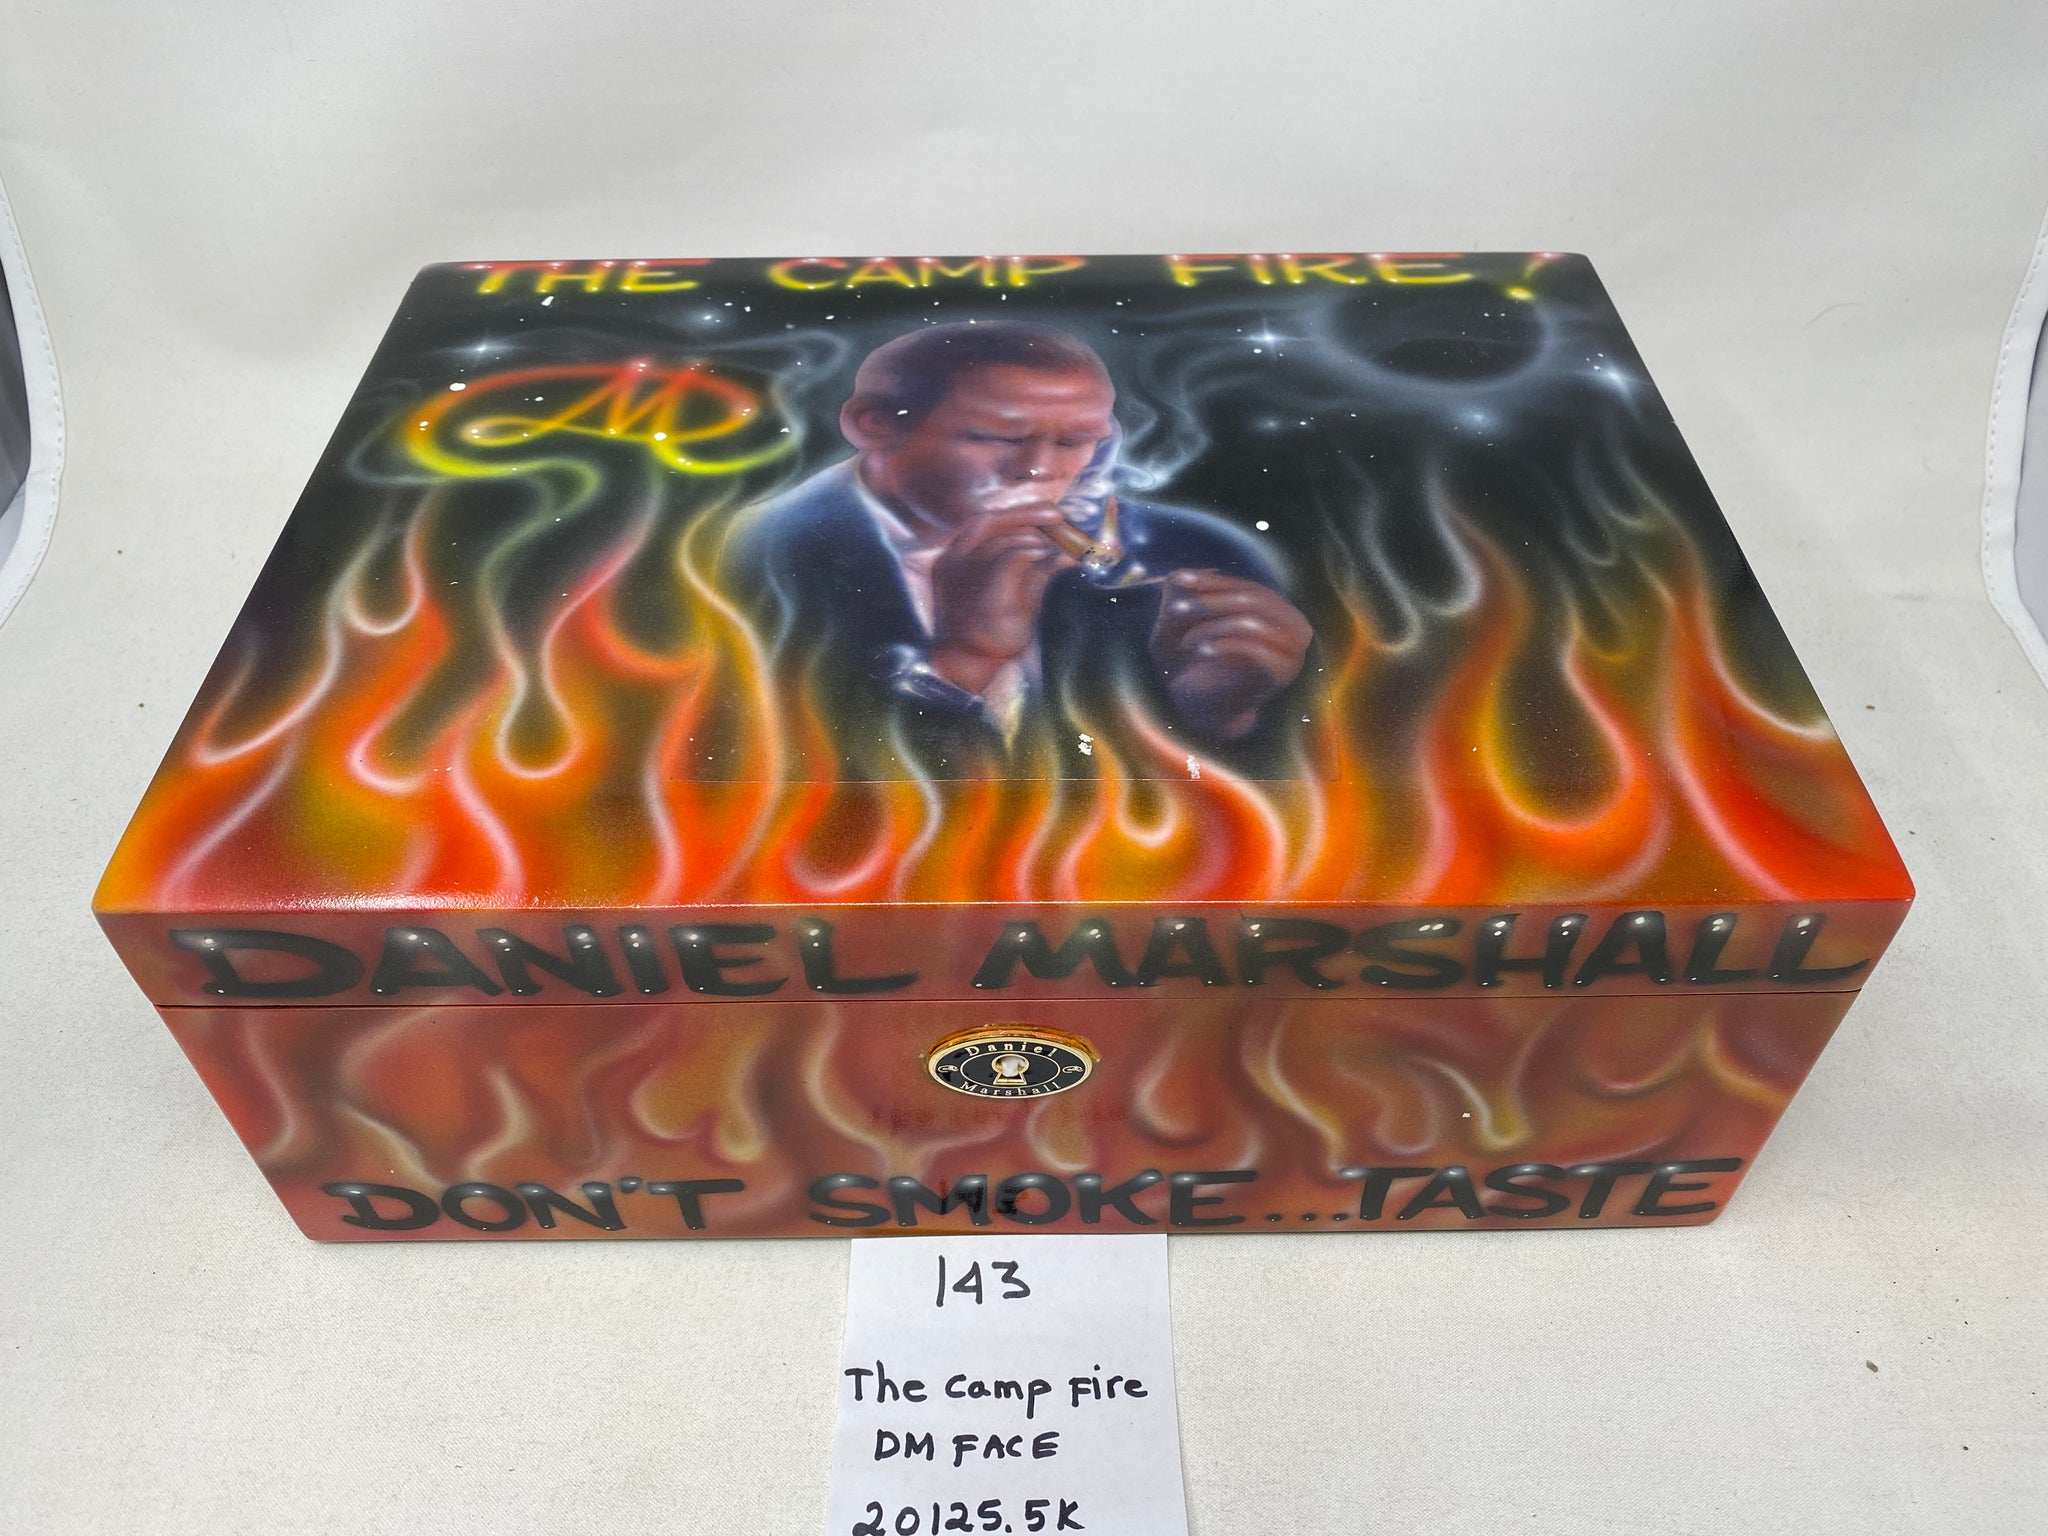 THE CAMP FIRE!
DM
DANIEL MARSHALL
Daniel
Marshall
DON'T SMOKE...TASTE
143
The Camp Fire
DM FACE
20125.5K